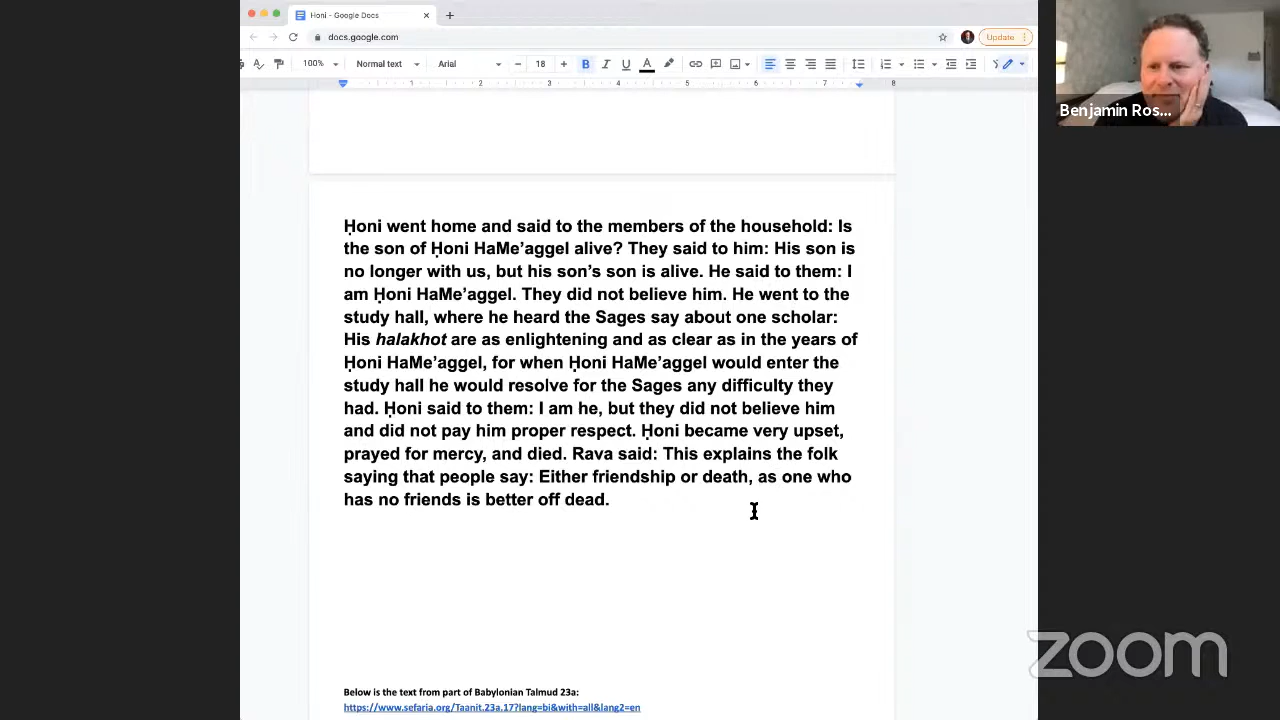 Honi - Google Docs
docs.google.com
Update
100% Normal text Arial 18 B I U A
1 2 3 4 5 6 7 8
Benjamin Ros...
Ḥoni went home and said to the members of the household: Is
the son of Ḥoni HaMe’aggel alive? They said to him: His son is
no longer with us, but his son’s son is alive. He said to them: I
am Ḥoni HaMe’aggel. They did not believe him. He went to the
study hall, where he heard the Sages say about one scholar:
His halakhot are as enlightening and as clear as in the years of
Ḥoni HaMe’aggel, for when Ḥoni HaMe’aggel would enter the
study hall he would resolve for the Sages any difficulty they
had. Ḥoni said to them: I am he, but they did not believe him
and did not pay him proper respect. Ḥoni became very upset,
prayed for mercy, and died. Rava said: This explains the folk
saying that people say: Either friendship or death, as one who
has no friends is better off dead.
Below is the text from part of Babylonian Talmud 23a:
https://www.sefaria.org/Taanit.23a.17?lang=bi&with=all&lang2=en
zoom